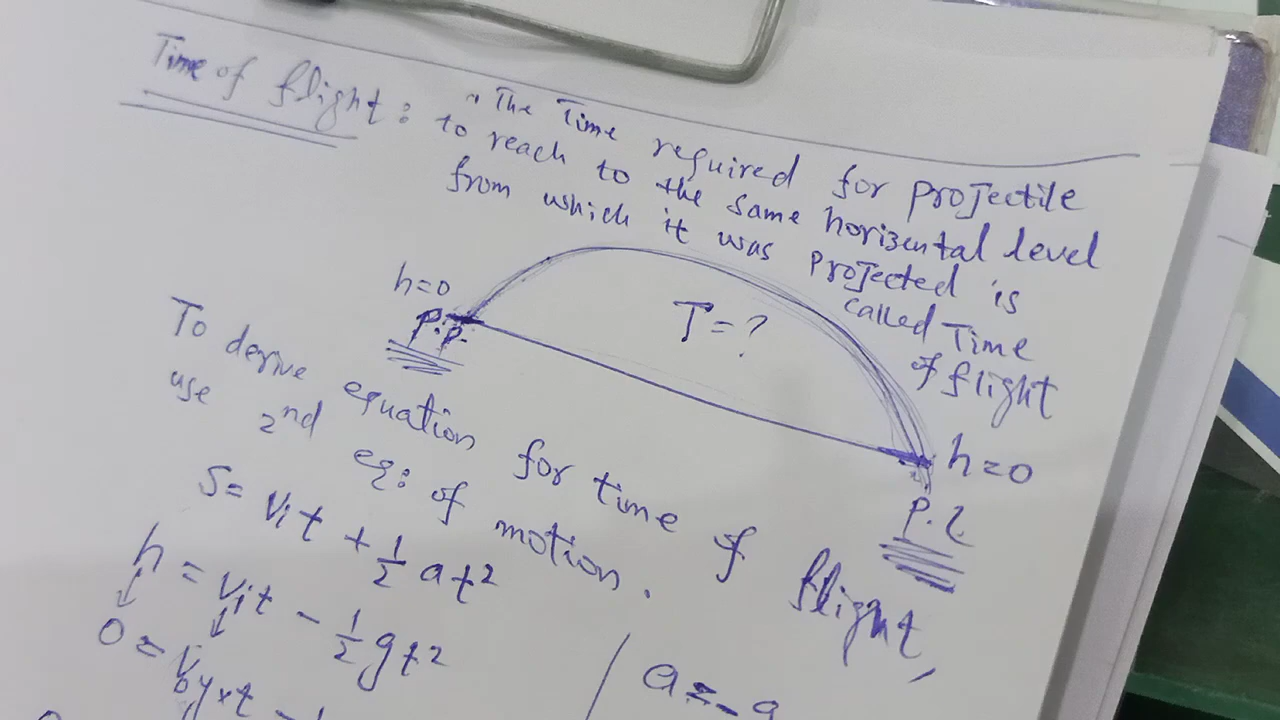 Time of flight: "The Time required for projectile
to reach to the same horizental level
from which it was projected is
called Time
of flight
h=0
P.P.
T=?
h=0
P.L
To derive equation for time of flight,
use 2nd eq: of motion.
S= Vit + 1/2 at²
h = Vit - 1/2 gt²
0 = Voy×t -
a=-g